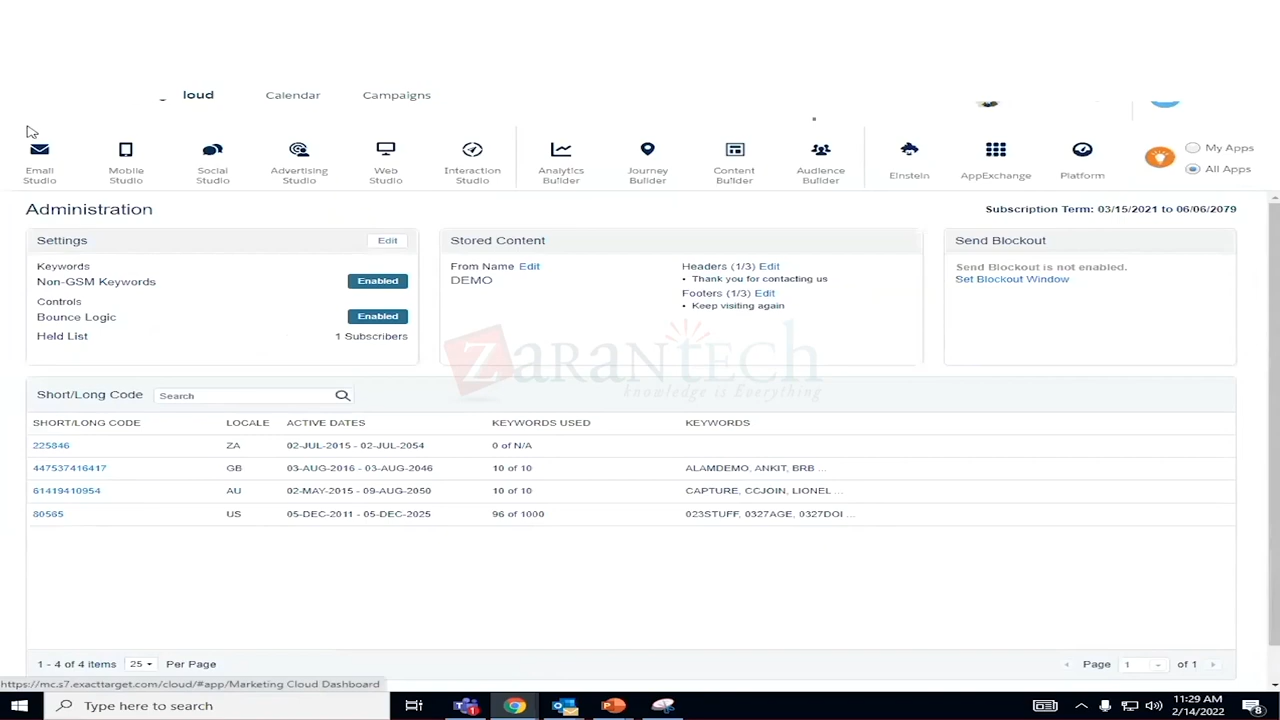 loud Calendar Campaigns
Email Studio Mobile Studio Social Studio Advertising Studio Web Studio Interaction Studio Analytics Builder Journey Builder Content Builder Audience Builder Einstein AppExchange Platform
My Apps
All Apps
Administration
Subscription Term: 03/15/2021 to 06/06/2079
Settings Edit
Keywords
Non-GSM Keywords Enabled
Controls
Bounce Logic Enabled
Held List 1 Subscribers
Stored Content
From Name Edit
DEMO
Headers (1/3) Edit
• Thank you for contacting us
Footers (1/3) Edit
• Keep visiting again
Send Blockout
Send Blockout is not enabled.
Set Blockout Window
zarantech
knowledge is Everything
Short/Long Code Search
SHORT/LONG CODE LOCALE ACTIVE DATES KEYWORDS USED KEYWORDS
225846 ZA 02-JUL-2015 - 02-JUL-2054 0 of N/A
447537416417 GB 03-AUG-2016 - 03-AUG-2046 10 of 10 ALAMDEMO, ANKIT, BRB ...
61419410954 AU 02-MAY-2015 - 09-AUG-2050 10 of 10 CAPTURE, CCJOIN, LIONEL ...
80565 US 05-DEC-2011 - 05-DEC-2025 96 of 1000 023STUFF, 0327AGE, 0327DOI ...
1 - 4 of 4 items 25 Per Page Page 1 of 1
https://mc.s7.exacttarget.com/cloud/#app/Marketing Cloud Dashboard
Type here to search
11:29 AM
2/14/2022
8